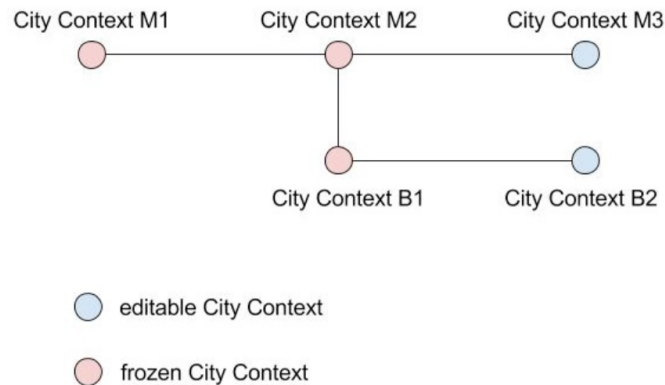 City Context M1
City Context M2
City Context M3
City Context B1
City Context B2
editable City Context
frozen City Context